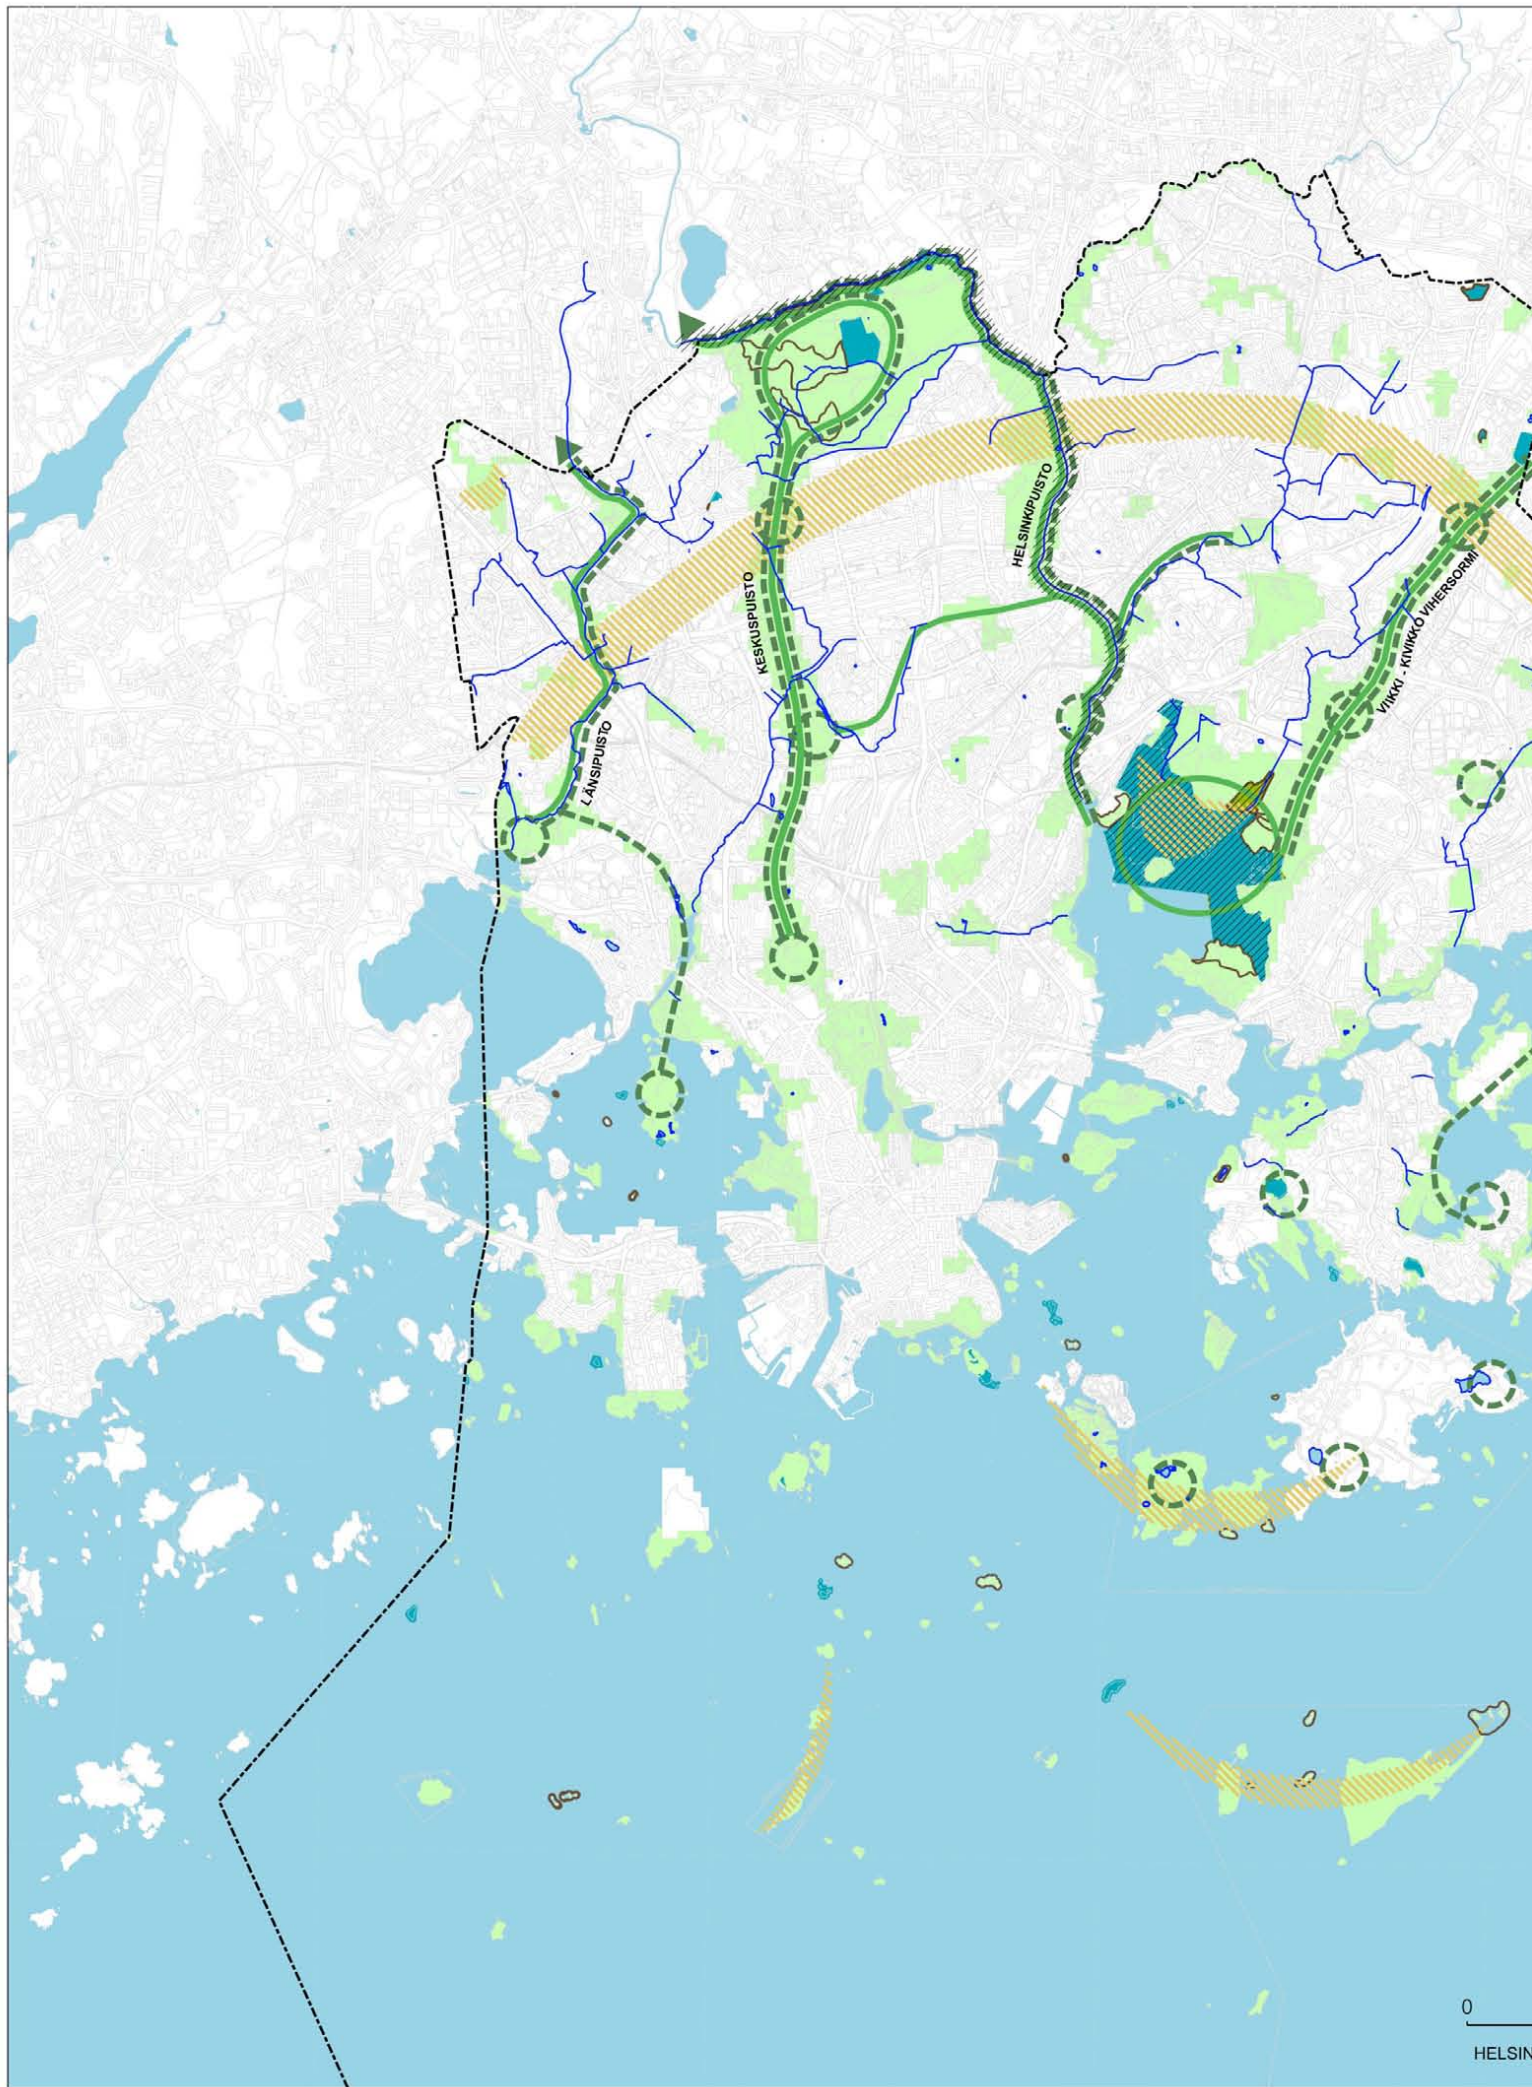 HELSINKIPUISTO
KESKUSPUISTO
VIIKKI - KIVIKKO VIHERSORMI
LÄNSIPUISTO
0
HELSIN